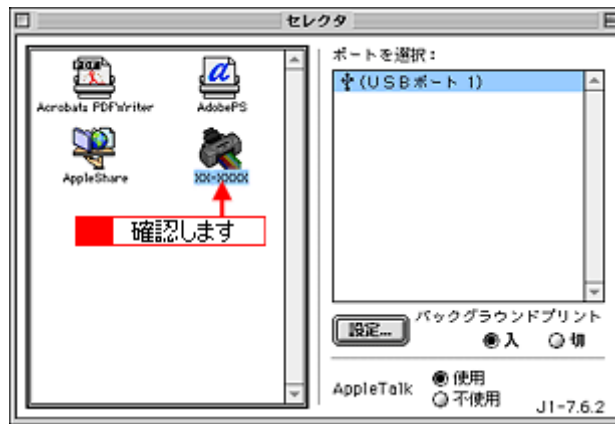 セレクタ
Acrobat™ PDFWriter
AdobePS
AppleShare
XX-XXXX
確認します
ポートを選択：
(USBポート 1)
設定...
バックグラウンドプリント
入 切
AppleTalk
使用
不使用
J1-7.6.2